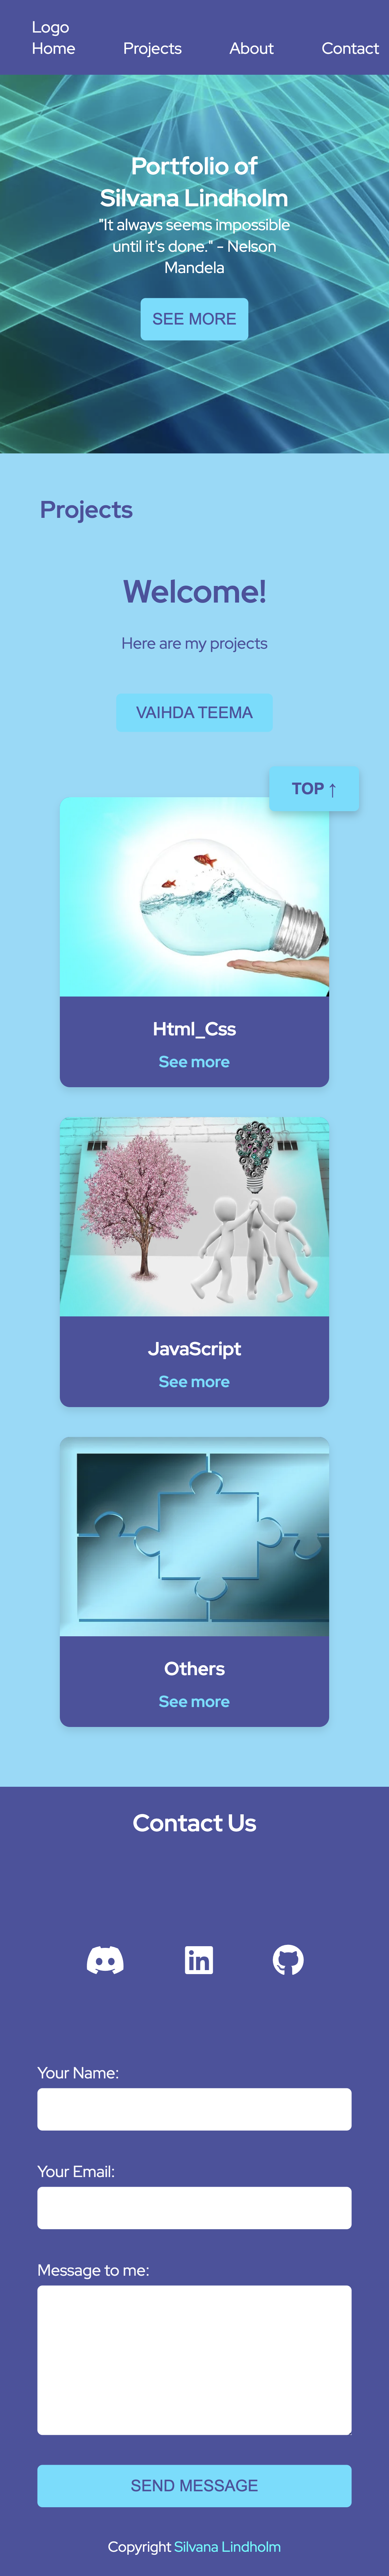 Logo
Home Projects About Contact
Portfolio of
Silvana Lindholm
"It always seems impossible
until it's done." - Nelson
Mandela
SEE MORE
Projects
Welcome!
Here are my projects
VAIHDA TEEMA
TOP ↑
Html_Css
See more
JavaScript
See more
Others
See more
Contact Us
in
Your Name:
Your Email:
Message to me:
SEND MESSAGE
Copyright Silvana Lindholm